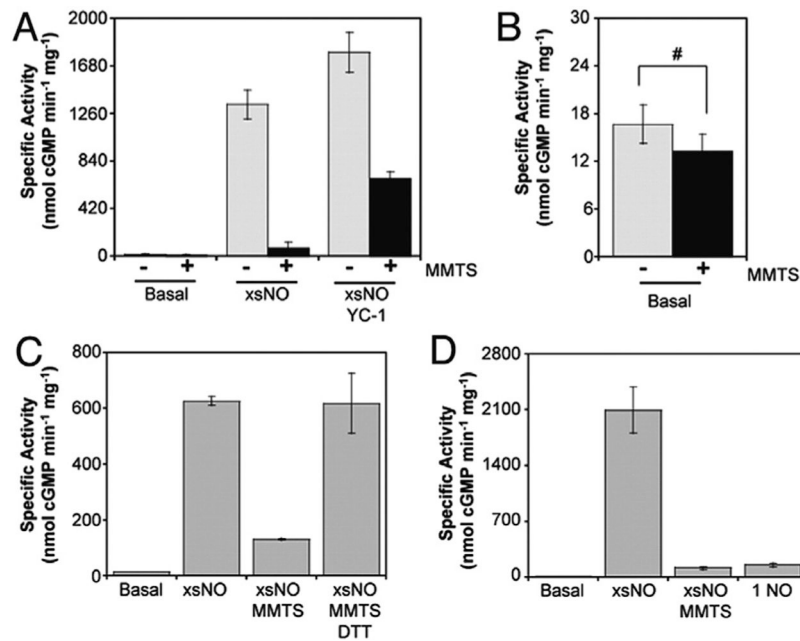 A
Specific Activity
(nmol cGMP min⁻¹ mg⁻¹)
2000
1680
1260
840
420
0
- + - + - + MMTS
Basal xsNO xsNO
YC-1
B
Specific Activity
(nmol cGMP min⁻¹ mg⁻¹)
30
24
18
12
6
0
#
- + MMTS
Basal
C
Specific Activity
(nmol cGMP min⁻¹ mg⁻¹)
800
600
400
200
0
Basal xsNO xsNO xsNO
MMTS MMTS
DTT
D
Specific Activity
(nmol cGMP min⁻¹ mg⁻¹)
2800
2100
1400
700
0
Basal xsNO xsNO 1 NO
MMTS